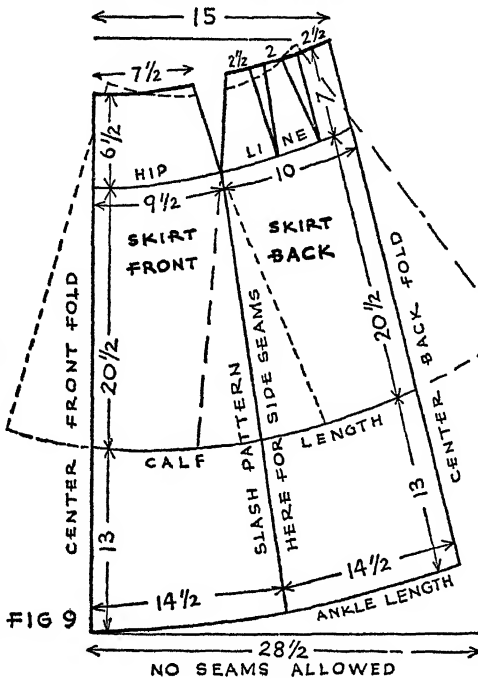 15
7½
2½ 2 2½
6½
7
HIP LINE
9½
10
SKIRT
FRONT
SKIRT
BACK
CENTER FRONT FOLD
20½
20½
CENTER BACK FOLD
CALF LENGTH
SLASH PATTERN
HERE FOR SIDE SEAMS
13
13
14½
14½
ANKLE LENGTH
FIG 9
28½
NO SEAMS ALLOWED